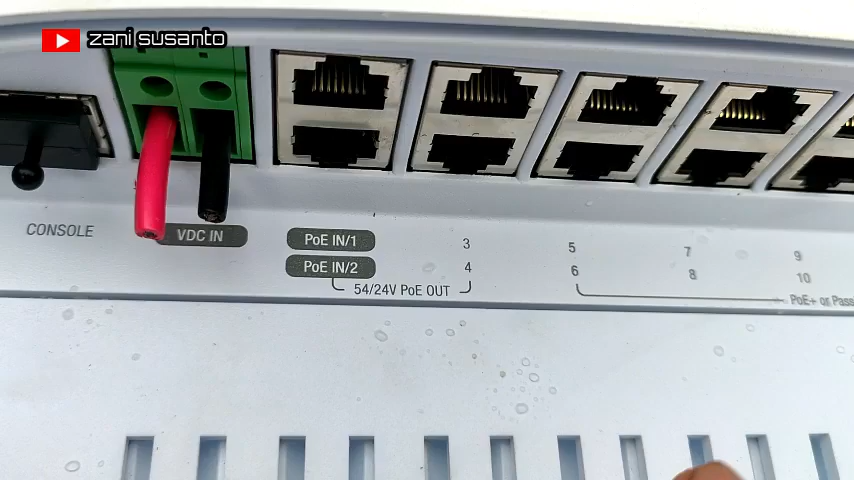 zani susanto
CONSOLE
VDC IN
PoE IN/1
3
5
7
9
PoE IN/2
4
6
8
10
54/24V PoE OUT
PoE+ or Pass